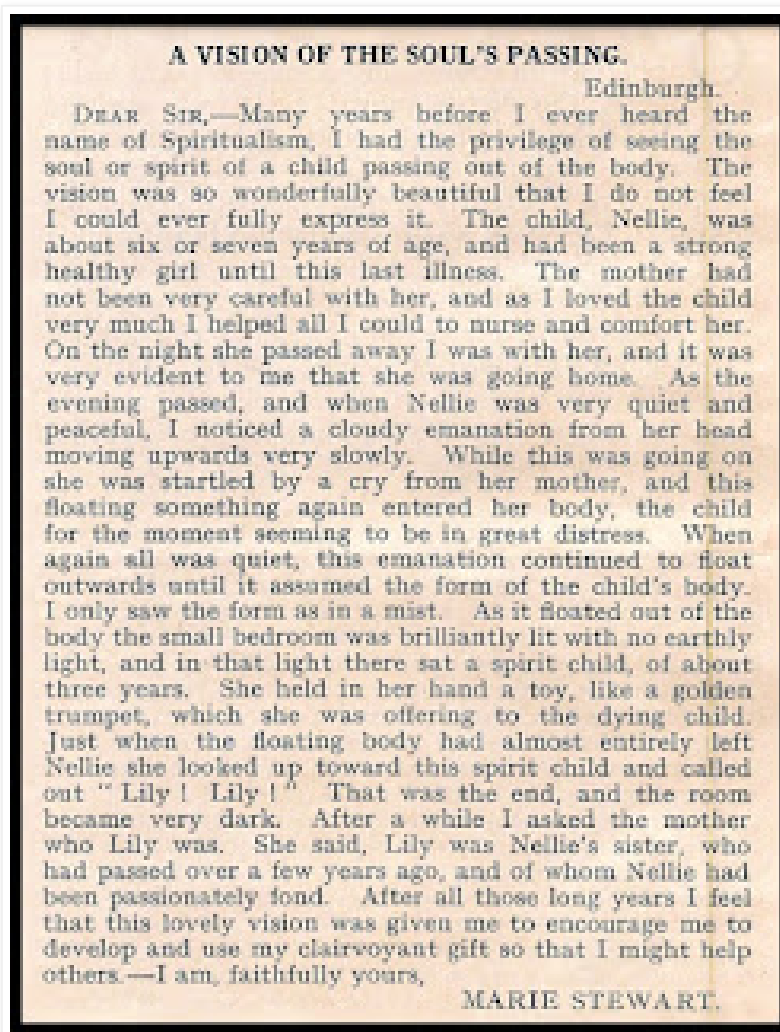 A VISION OF THE SOUL'S PASSING.
Edinburgh.
DEAR SIR,—Many years before I ever heard the
name of Spiritualism, I had the privilege of seeing the
soul or spirit of a child passing out of the body. The
vision was so wonderfully beautiful that I do not feel
I could ever fully express it. The child, Nellie, was
about six or seven years of age, and had been a strong
healthy girl until this last illness. The mother had
not been very careful with her, and as I loved the child
very much I helped all I could to nurse and comfort her.
On the night she passed away I was with her, and it was
very evident to me that she was going home. As the
evening passed, and when Nellie was very quiet and
peaceful, I noticed a cloudy emanation from her head
moving upwards very slowly. While this was going on
she was startled by a cry from her mother, and this
floating something again entered her body, the child
for the moment seeming to be in great distress. When
again all was quiet, this emanation continued to float
outwards until it assumed the form of the child's body.
I only saw the form as in a mist. As it floated out of the
body the small bedroom was brilliantly lit with no earthly
light, and in that light there sat a spirit child, of about
three years. She held in her hand a toy, like a golden
trumpet, which she was offering to the dying child.
Just when the floating body had almost entirely left
Nellie she looked up toward this spirit child and called
out " Lily ! Lily ! " That was the end, and the room
became very dark. After a while I asked the mother
who Lily was. She said, Lily was Nellie's sister, who
had passed over a few years ago, and of whom Nellie had
been passionately fond. After all those long years I feel
that this lovely vision was given me to encourage me to
develop and use my clairvoyant gift so that I might help
others.—I am, faithfully yours,
MARIE STEWART.